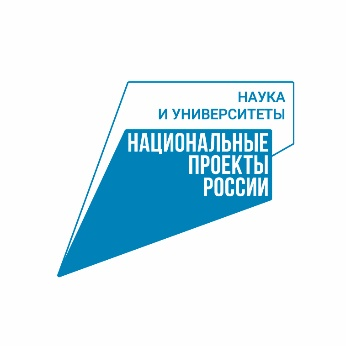 НАУКА
И УНИВЕРСИТЕТЫ
НАЦИОНАЛЬНЫЕ
ПРОЕКТЫ
РОССИИ